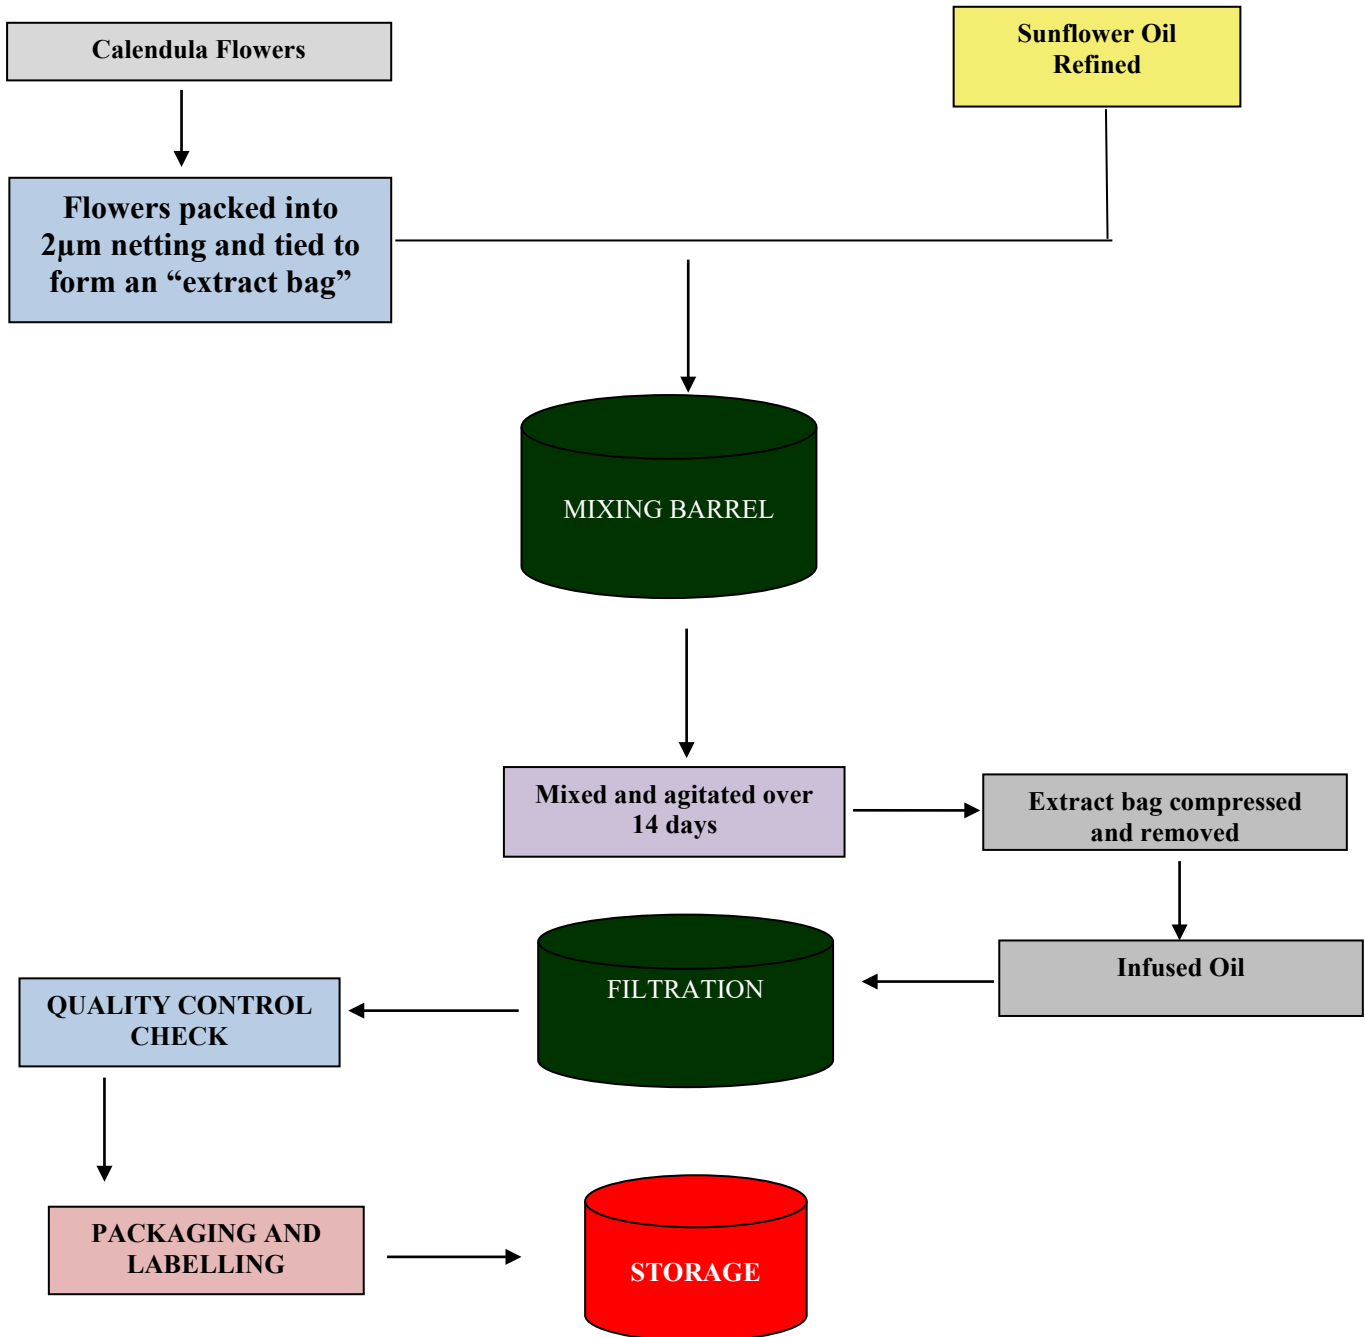 Calendula Flowers
Sunflower Oil
Refined
Flowers packed into
2µm netting and tied to
form an “extract bag”
MIXING BARREL
Mixed and agitated over
14 days
Extract bag compressed
and removed
Infused Oil
FILTRATION
QUALITY CONTROL
CHECK
PACKAGING AND
LABELLING
STORAGE